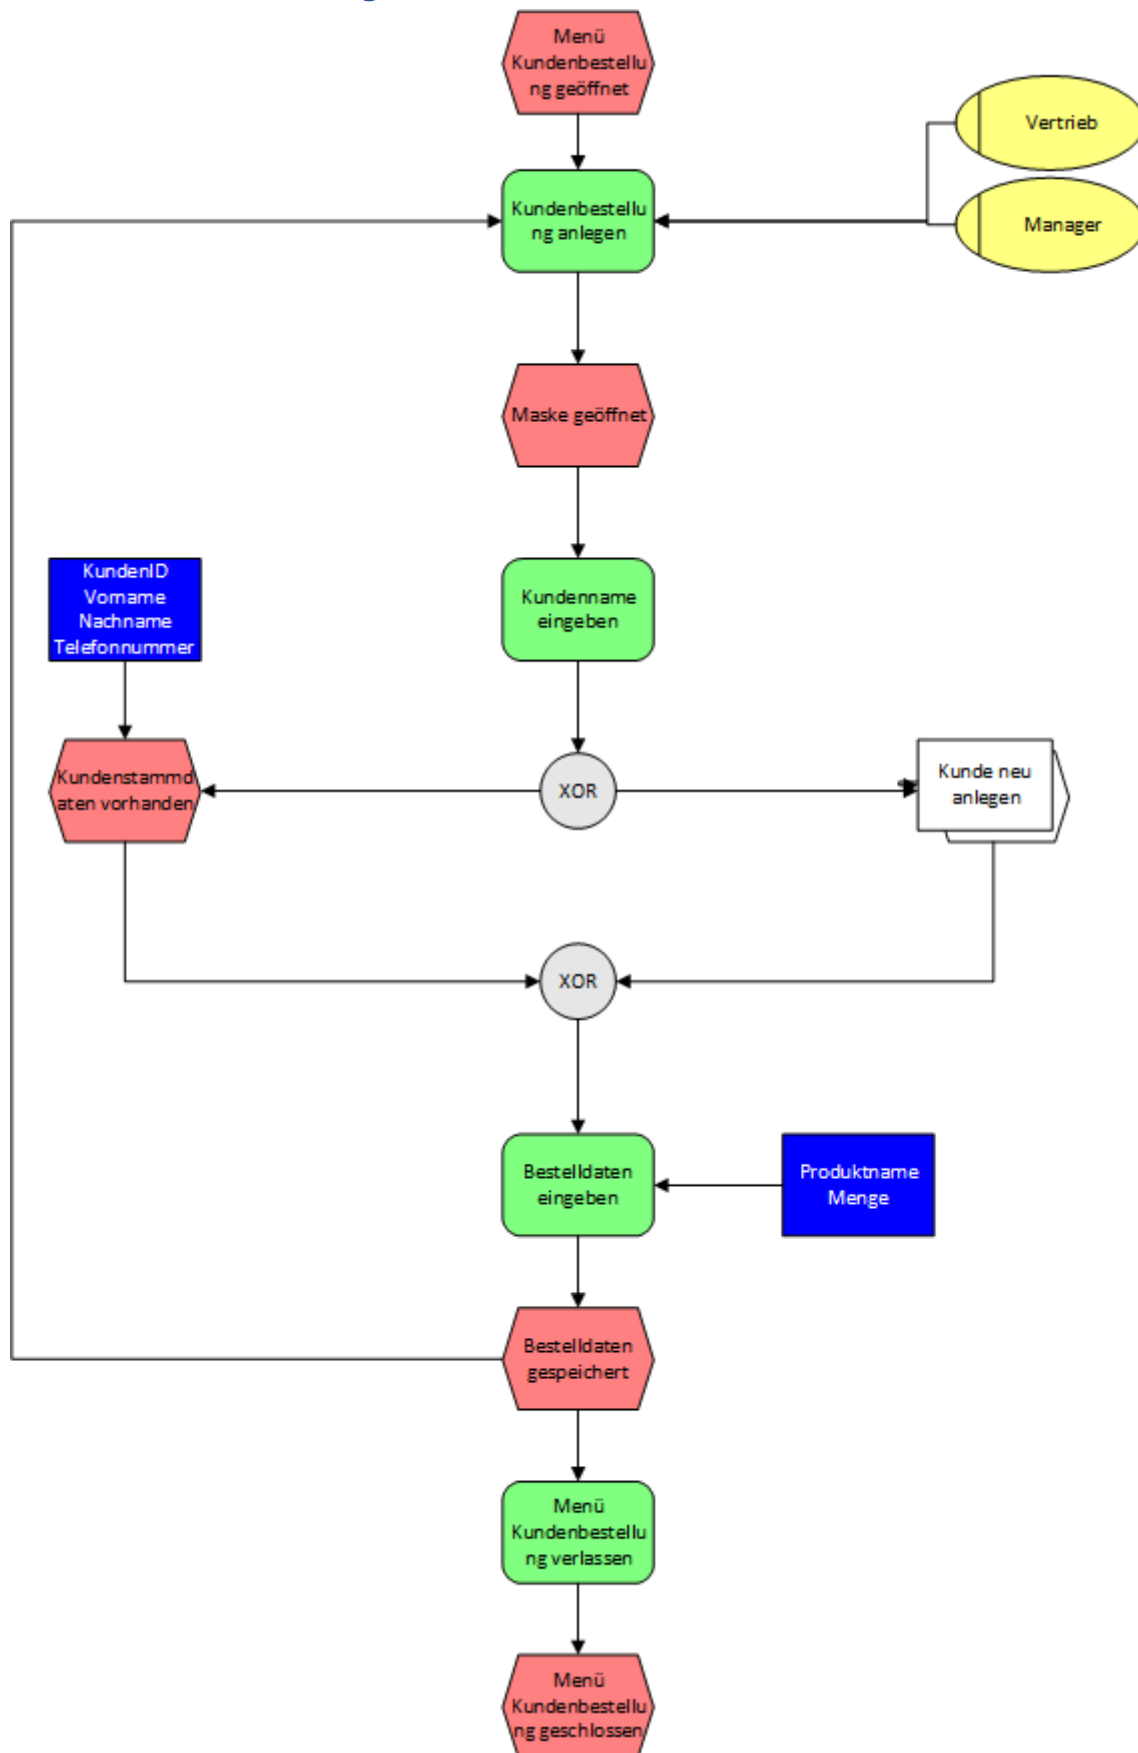 Menü
Kundenbestellu
ng geöffnet
Vertrieb
Kundenbestellu
ng anlegen
Manager
Maske geöffnet
KundenID
Vorname
Nachname
Telefonnummer
Kundenname
eingeben
Kundenstammd
aten vorhanden
XOR
Kunde neu
anlegen
XOR
Bestelldaten
eingeben
Produktname
Menge
Bestelldaten
gespeichert
Menü
Kundenbestellu
ng verlassen
Menü
Kundenbestellu
ng geschlossen